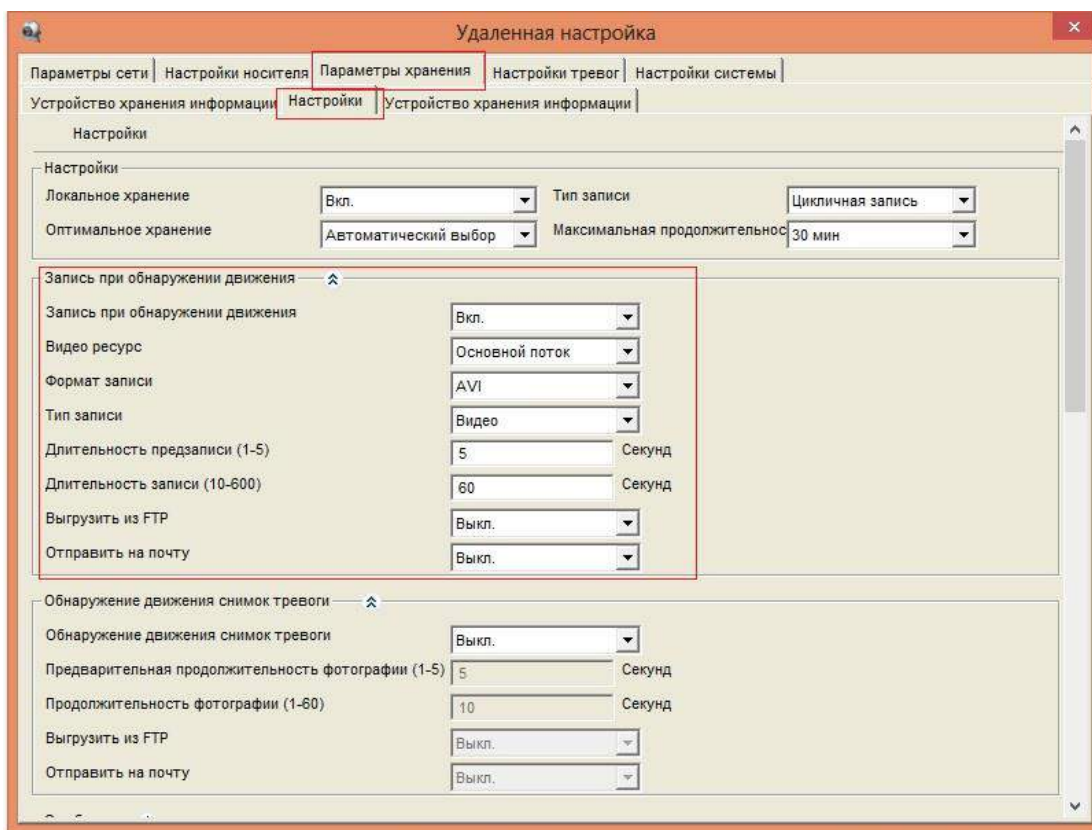 Удаленная настройка
Параметры сети Настройки носителя Параметры хранения Настройки тревог Настройки системы
Устройство хранения информации Настройки Устройство хранения информации
Настройки
Настройки
Локальное хранение Вкл. Тип записи Цикличная запись
Оптимальное хранение Автоматический выбор Максимальная продолжительнос 30 мин
Запись при обнаружении движения
Запись при обнаружении движения Вкл.
Видео ресурс Основной поток
Формат записи AVI
Тип записи Видео
Длительность предзаписи (1-5) 5 Секунд
Длительность записи (10-600) 60 Секунд
Выгрузить из FTP Выкл.
Отправить на почту Выкл.
Обнаружение движения снимок тревоги
Обнаружение движения снимок тревоги Выкл.
Предварительная продолжительность фотографии (1-5) 5 Секунд
Продолжительность фотографии (1-60) 10 Секунд
Выгрузить из FTP Выкл.
Отправить на почту Выкл.